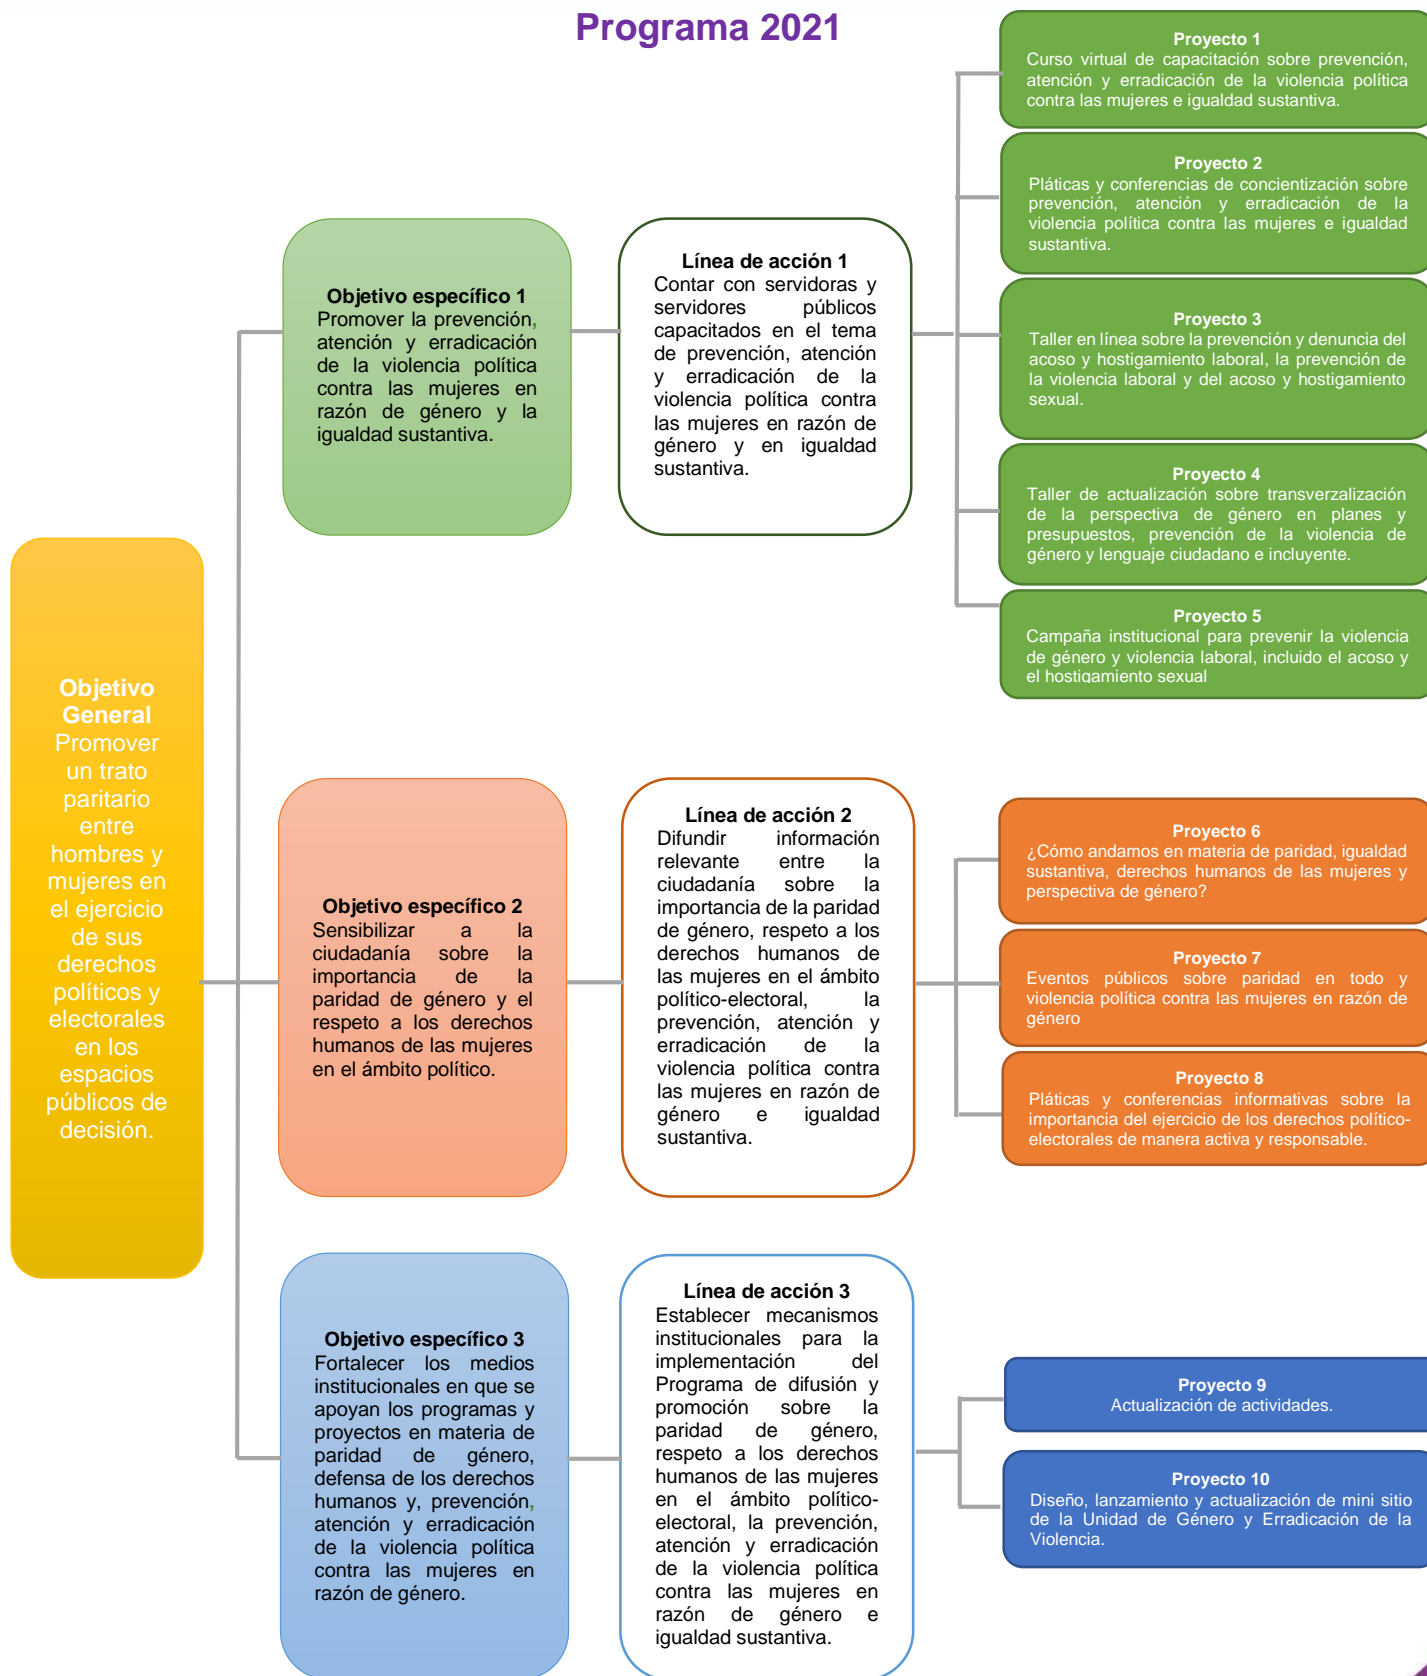 Programa 2021
Objetivo
General
Promover
un trato
paritario
entre
hombres y
mujeres en
el ejercicio
de sus
derechos
políticos y
electorales
en los
espacios
públicos de
decisión.
Objetivo específico 1
Promover la prevención,
atención y erradicación
de la violencia política
contra las mujeres en
razón de género y la
igualdad sustantiva.
Línea de acción 1
Contar con servidoras y
servidores públicos
capacitados en el tema
de prevención, atención
y erradicación de la
violencia política contra
las mujeres en razón de
género y en igualdad
sustantiva.
Proyecto 1
Curso virtual de capacitación sobre prevención,
atención y erradicación de la violencia política
contra las mujeres e igualdad sustantiva.
Proyecto 2
Pláticas y conferencias de concientización sobre
prevención, atención y erradicación de la
violencia política contra las mujeres e igualdad
sustantiva.
Proyecto 3
Taller en línea sobre la prevención y denuncia del
acoso y hostigamiento laboral, la prevención de
la violencia laboral y del acoso y hostigamiento
sexual.
Proyecto 4
Taller de actualización sobre transverzalización
de la perspectiva de género en planes y
presupuestos, prevención de la violencia de
género y lenguaje ciudadano e incluyente.
Proyecto 5
Campaña institucional para prevenir la violencia
de género y violencia laboral, incluido el acoso y
el hostigamiento sexual
Objetivo específico 2
Sensibilizar a la
ciudadanía sobre la
importancia de la
paridad de género y el
respeto a los derechos
humanos de las mujeres
en el ámbito político.
Línea de acción 2
Difundir información
relevante entre la
ciudadanía sobre la
importancia de la paridad
de género, respeto a los
derechos humanos de
las mujeres en el ámbito
político-electoral, la
prevención, atención y
erradicación de la
violencia política contra
las mujeres en razón de
género e igualdad
sustantiva.
Proyecto 6
¿Cómo andamos en materia de paridad, igualdad
sustantiva, derechos humanos de las mujeres y
perspectiva de género?
Proyecto 7
Eventos públicos sobre paridad en todo y
violencia política contra las mujeres en razón de
género
Proyecto 8
Pláticas y conferencias informativas sobre la
importancia del ejercicio de los derechos político-
electorales de manera activa y responsable.
Objetivo específico 3
Fortalecer los medios
institucionales en que se
apoyan los programas y
proyectos en materia de
paridad de género,
defensa de los derechos
humanos y, prevención,
atención y erradicación
de la violencia política
contra las mujeres en
razón de género.
Línea de acción 3
Establecer mecanismos
institucionales para la
implementación del
Programa de difusión y
promoción sobre la
paridad de género,
respeto a los derechos
humanos de las mujeres
en el ámbito político-
electoral, la prevención,
atención y erradicación
de la violencia política
contra las mujeres en
razón de género e
igualdad sustantiva.
Proyecto 9
Actualización de actividades.
Proyecto 10
Diseño, lanzamiento y actualización de mini sitio
de la Unidad de Género y Erradicación de la
Violencia.